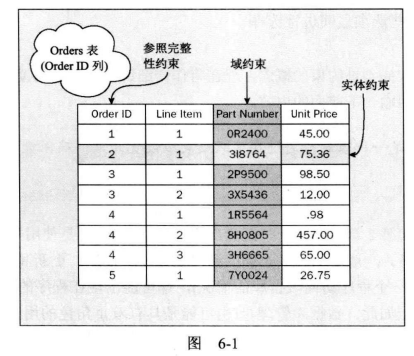 Orders 表
(Order ID 列)
参照完整
性约束
域约束
实体约束
Order ID Line Item Part Number Unit Price
1 1 0R2400 45.00
2 1 3I8764 75.36
3 1 2P9500 98.50
3 2 3X5436 12.00
4 1 1R5564 .98
4 2 8H0805 457.00
4 3 3H6665 65.00
5 1 7Y0024 26.75
图 6-1